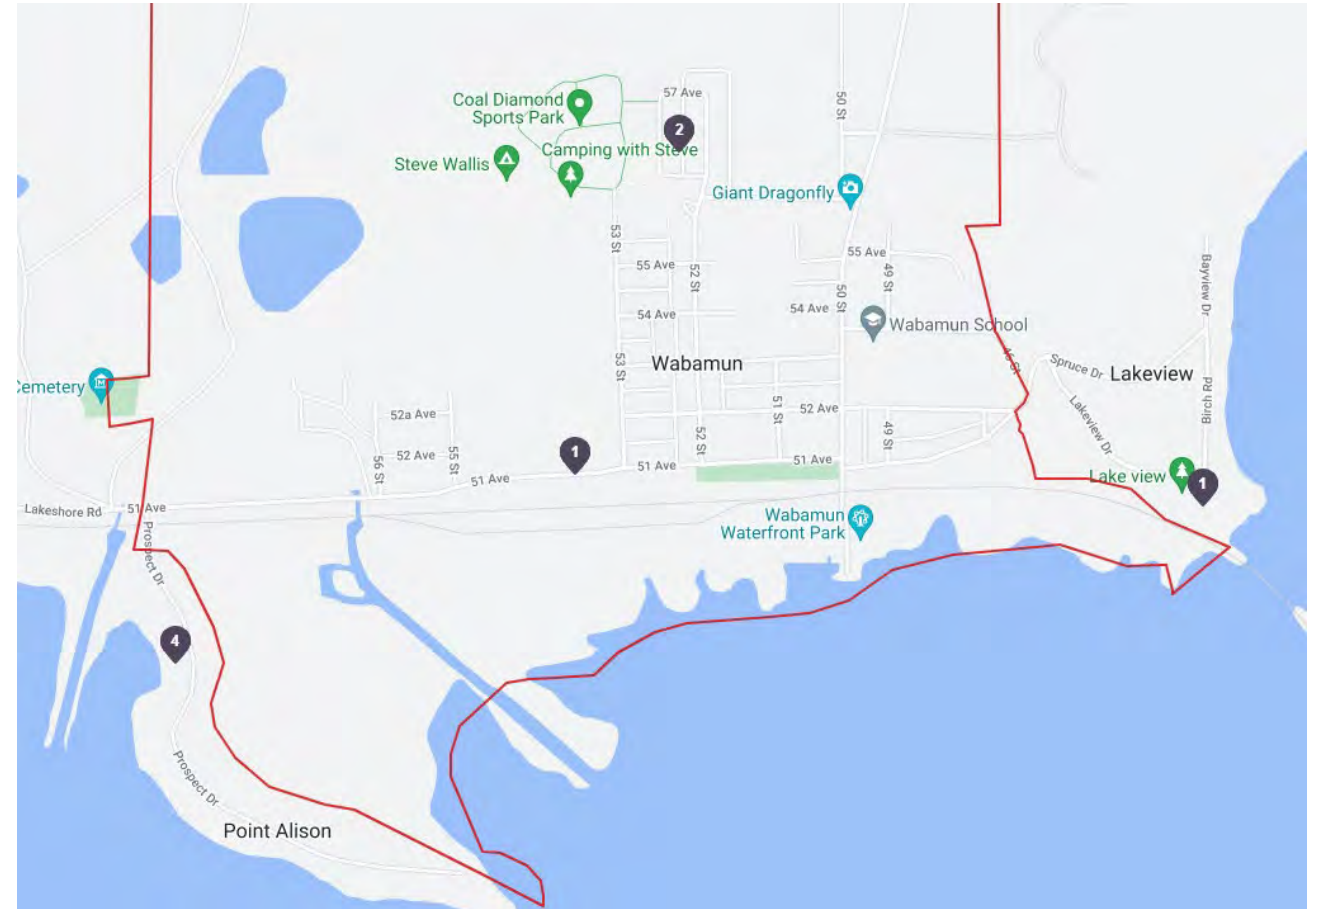 Coal Diamond
Sports Park
57 Ave
50 St
2
Camping with Steve
Steve Wallis
Giant Dragonfly
53 St
55 Ave
52 St
55 Ave
49 St
Bayview Dr
50 St
54 Ave
54 Ave
Wabamun School
Wabamun
53 St
46 St
Spruce Dr
Lakeview
emetery
Birch Rd
52a Ave
51 St
52 Ave
Lakeview Dr
49 St
52 St
56 St
52 Ave
55 St
1
51 Ave
51 Ave
51 Ave
Lake view
1
Lakeshore Rd
51 Ave
Wabamun
Waterfront Park
Prospect Dr
4
Prospect Dr
Point Alison